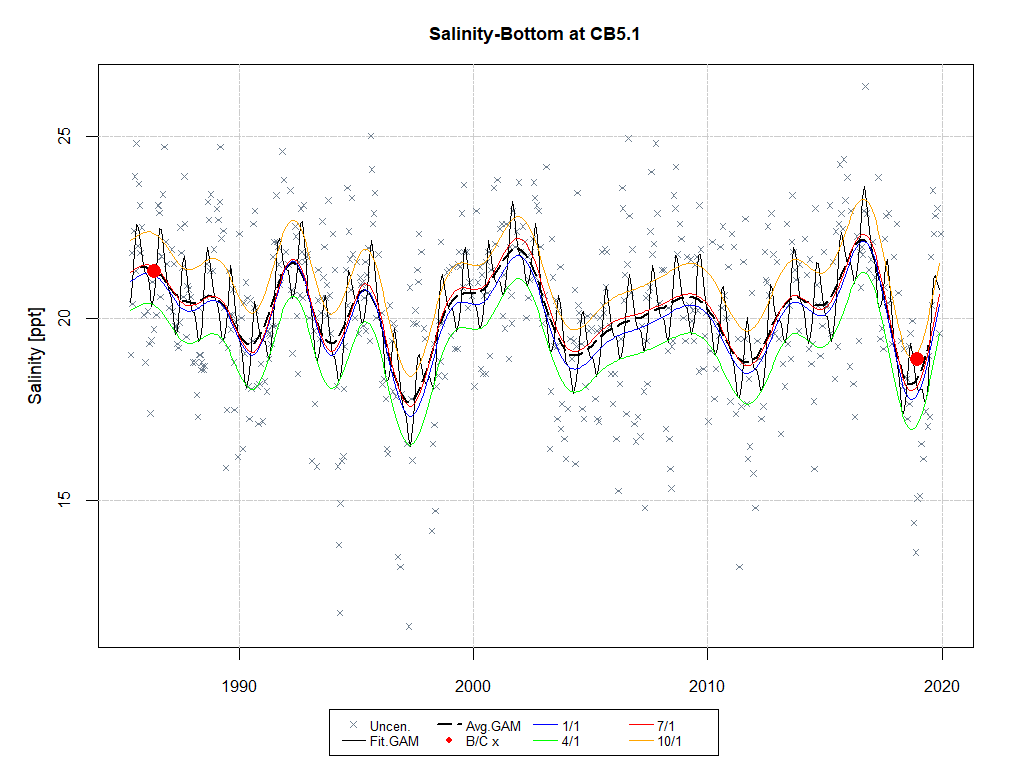 Salinity-Bottom at CB5.1
Salinity [ppt]
25
20
15
1990 2000 2010 2020
Uncen. Avg.GAM 1/1 7/1
Fit.GAM B/C x 4/1 10/1